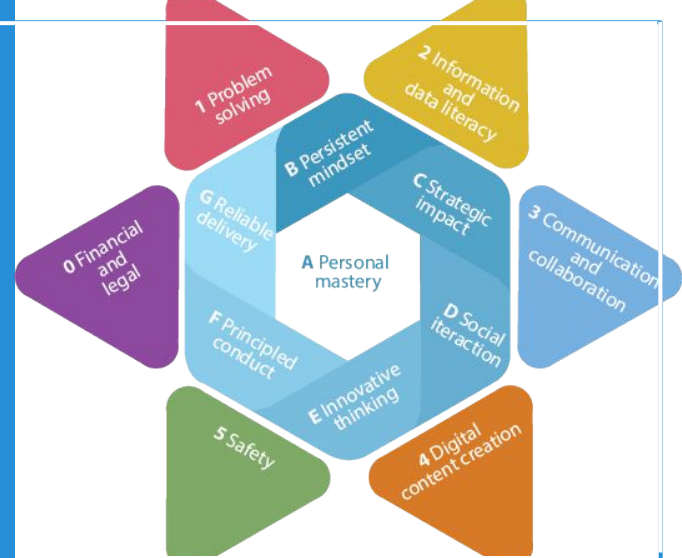 1 Problem
solving
2 Information
and
data literacy
B Persistent
mindset
C Strategic
impact
G Reliable
delivery
3 Communication
and
collaboration
0 Financial
and
legal
A Personal
mastery
D Social
iteraction
F Principled
conduct
E Innovative
thinking
5 Safety
4 Digital
content creation